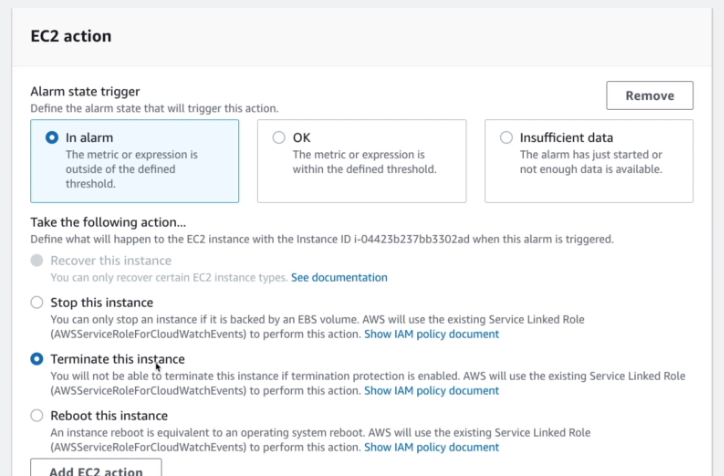 EC2 action
Alarm state trigger
Define the alarm state that will trigger this action.
Remove
In alarm
The metric or expression is
outside of the defined
threshold.
OK
The metric or expression is
within the defined threshold.
Insufficient data
The alarm has just started or
not enough data is available.
Take the following action...
Define what will happen to the EC2 instance with the Instance ID i-04423b237bb3302ad when this alarm is triggered.
Recover this instance
You can only recover certain EC2 instance types. See documentation
Stop this instance
You can only stop an instance if it is backed by an EBS volume. AWS will use the existing Service Linked Role
(AWSServiceRoleForCloudWatchEvents) to perform this action. Show IAM policy document
Terminate this instance
You will not be able to terminate this instance if termination protection is enabled. AWS will use the existing Service Linked Role
(AWSServiceRoleForCloudWatchEvents) to perform this action. Show IAM policy document
Reboot this instance
An instance reboot is equivalent to an operating system reboot. AWS will use the existing Service Linked Role
(AWSServiceRoleForCloudWatchEvents) to perform this action. Show IAM policy document
Add EC2 action